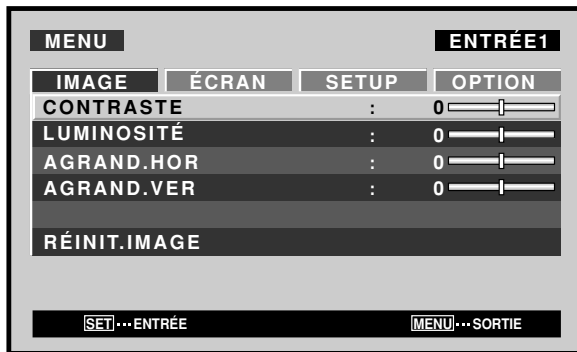 MENU ENTRÉE1
IMAGE ÉCRAN SETUP OPTION
CONTRASTE : 0
LUMINOSITÉ : 0
AGRAND.HOR : 0
AGRAND.VER : 0
RÉINIT.IMAGE
SET···ENTRÉE MENU···SORTIE